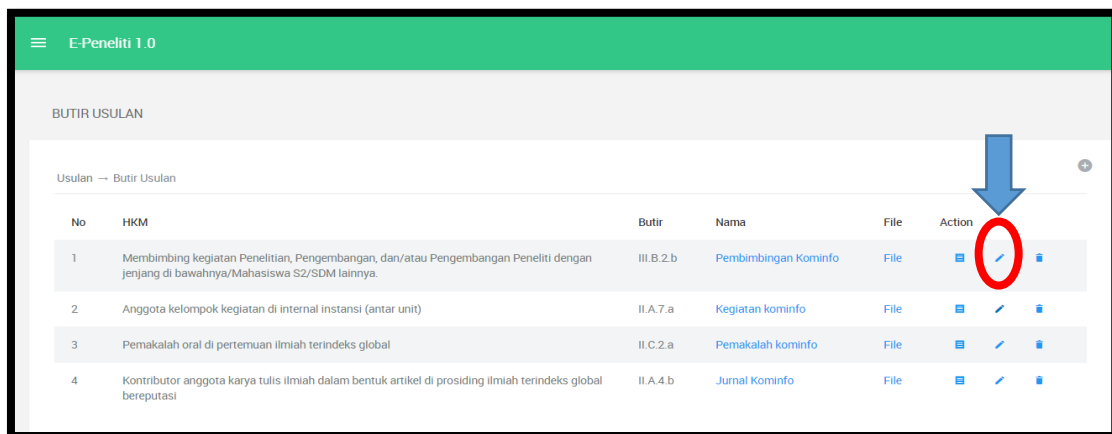 E-Peneliti 1.0
BUTIR USULAN
Usulan → Butir Usulan
No HKM Butir Nama File Action
1 Membimbing kegiatan Penelitian, Pengembangan, dan/atau Pengembangan Peneliti dengan III.B.2.b Pembimbingan Kominfo File
jenjang di bawahnya/Mahasiswa S2/SDM lainnya.
2 Anggota kelompok kegiatan di internal instansi (antar unit) II.A.7.a Kegiatan kominfo File
3 Pemakalah oral di pertemuan ilmiah terindeks global II.C.2.a Pemakalah kominfo File
4 Kontributor anggota karya tulis ilmiah dalam bentuk artikel di prosiding ilmiah terindeks global II.A.4.b Jurnal Kominfo File
bereputasi